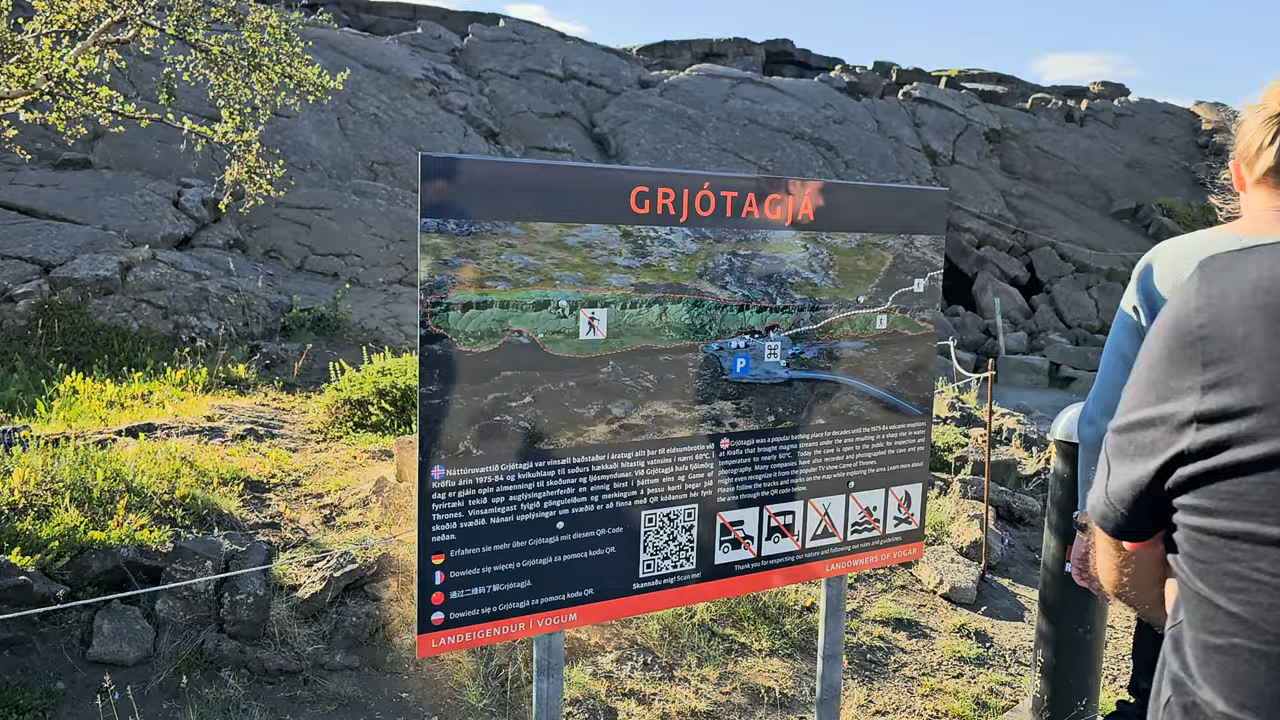 GRJÓTAGJÁ
P
Náttúruvættið Grjótagjá var vinsæll baðstaður í áratugi allt þar til eldsumbrotin við
Kröflu árin 1975-84 og kvikuhlaup til suðurs hækkaði hitastig vatnsins í nærri 60°C. Í
dag er gjáin opin almenningi til skoðunar og ljósmyndunar. Við Grjótagjá hafa fjölmörg
fyrirtæki tekið upp auglýsingaherferðir en einnig birst í þáttum eins og Game of
Thrones. Vinsamlegast fylgið gönguleiðum og merkingum á þessu korti þegar þið
skoðið svæðið. Nánari upplýsingar um svæðið er að finna með QR kóðanum hér fyrir
neðan.
Grjótagjá was a popular bathing place for decades until the 1975-84 volcanic eruptions
at Krafla that brought magma streams under the area resulting in a sharp rise in water
temperature to nearly 60°C. Today the cave is open to the public for inspection and
photography. Many companies have also recorded and photographed the cave and you
might even recognize it from the popular TV show Game of Thrones.
Please follow the tracks and marks on the map while exploring the area. Learn more about
the area through the QR code below.
Erfahren sie mehr über Grjótagjá mit diesem QR-Code
Dowiedz się więcej o Grjótagjá za pomocą kodu QR.
通过二维码了解Grjótagjá.
Dowiedz się o Grjótagjá za pomocą kodu QR.
Skannaðu mig! Scan me!
Thank you for respecting our nature and following our rules and guidelines.
LANDEIGENDUR Í VOGUM
LANDOWNERS OF VOGAR